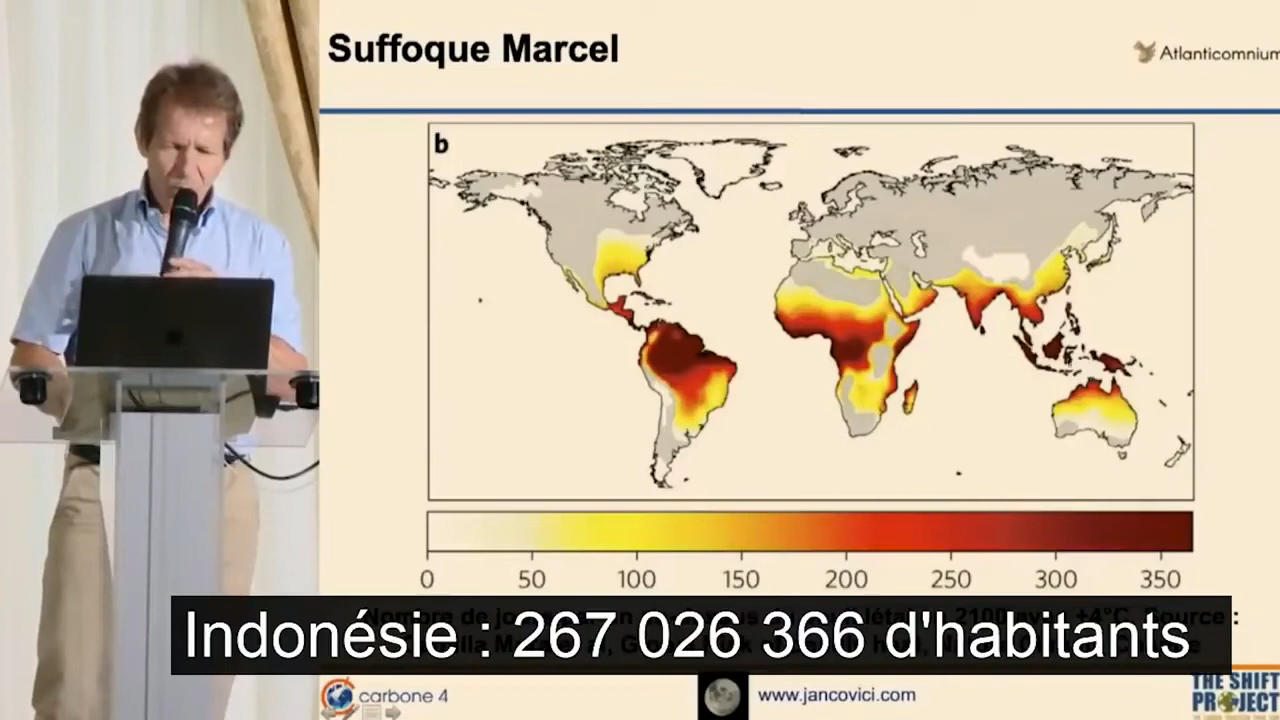 Suffoque Marcel
Atlanticomnium
b
0 50 100 150 200 250 300 350
Indonésie : 267 026 366 d'habitants
carbone 4
www.jancovici.com
THE SHIFT
PROJECT